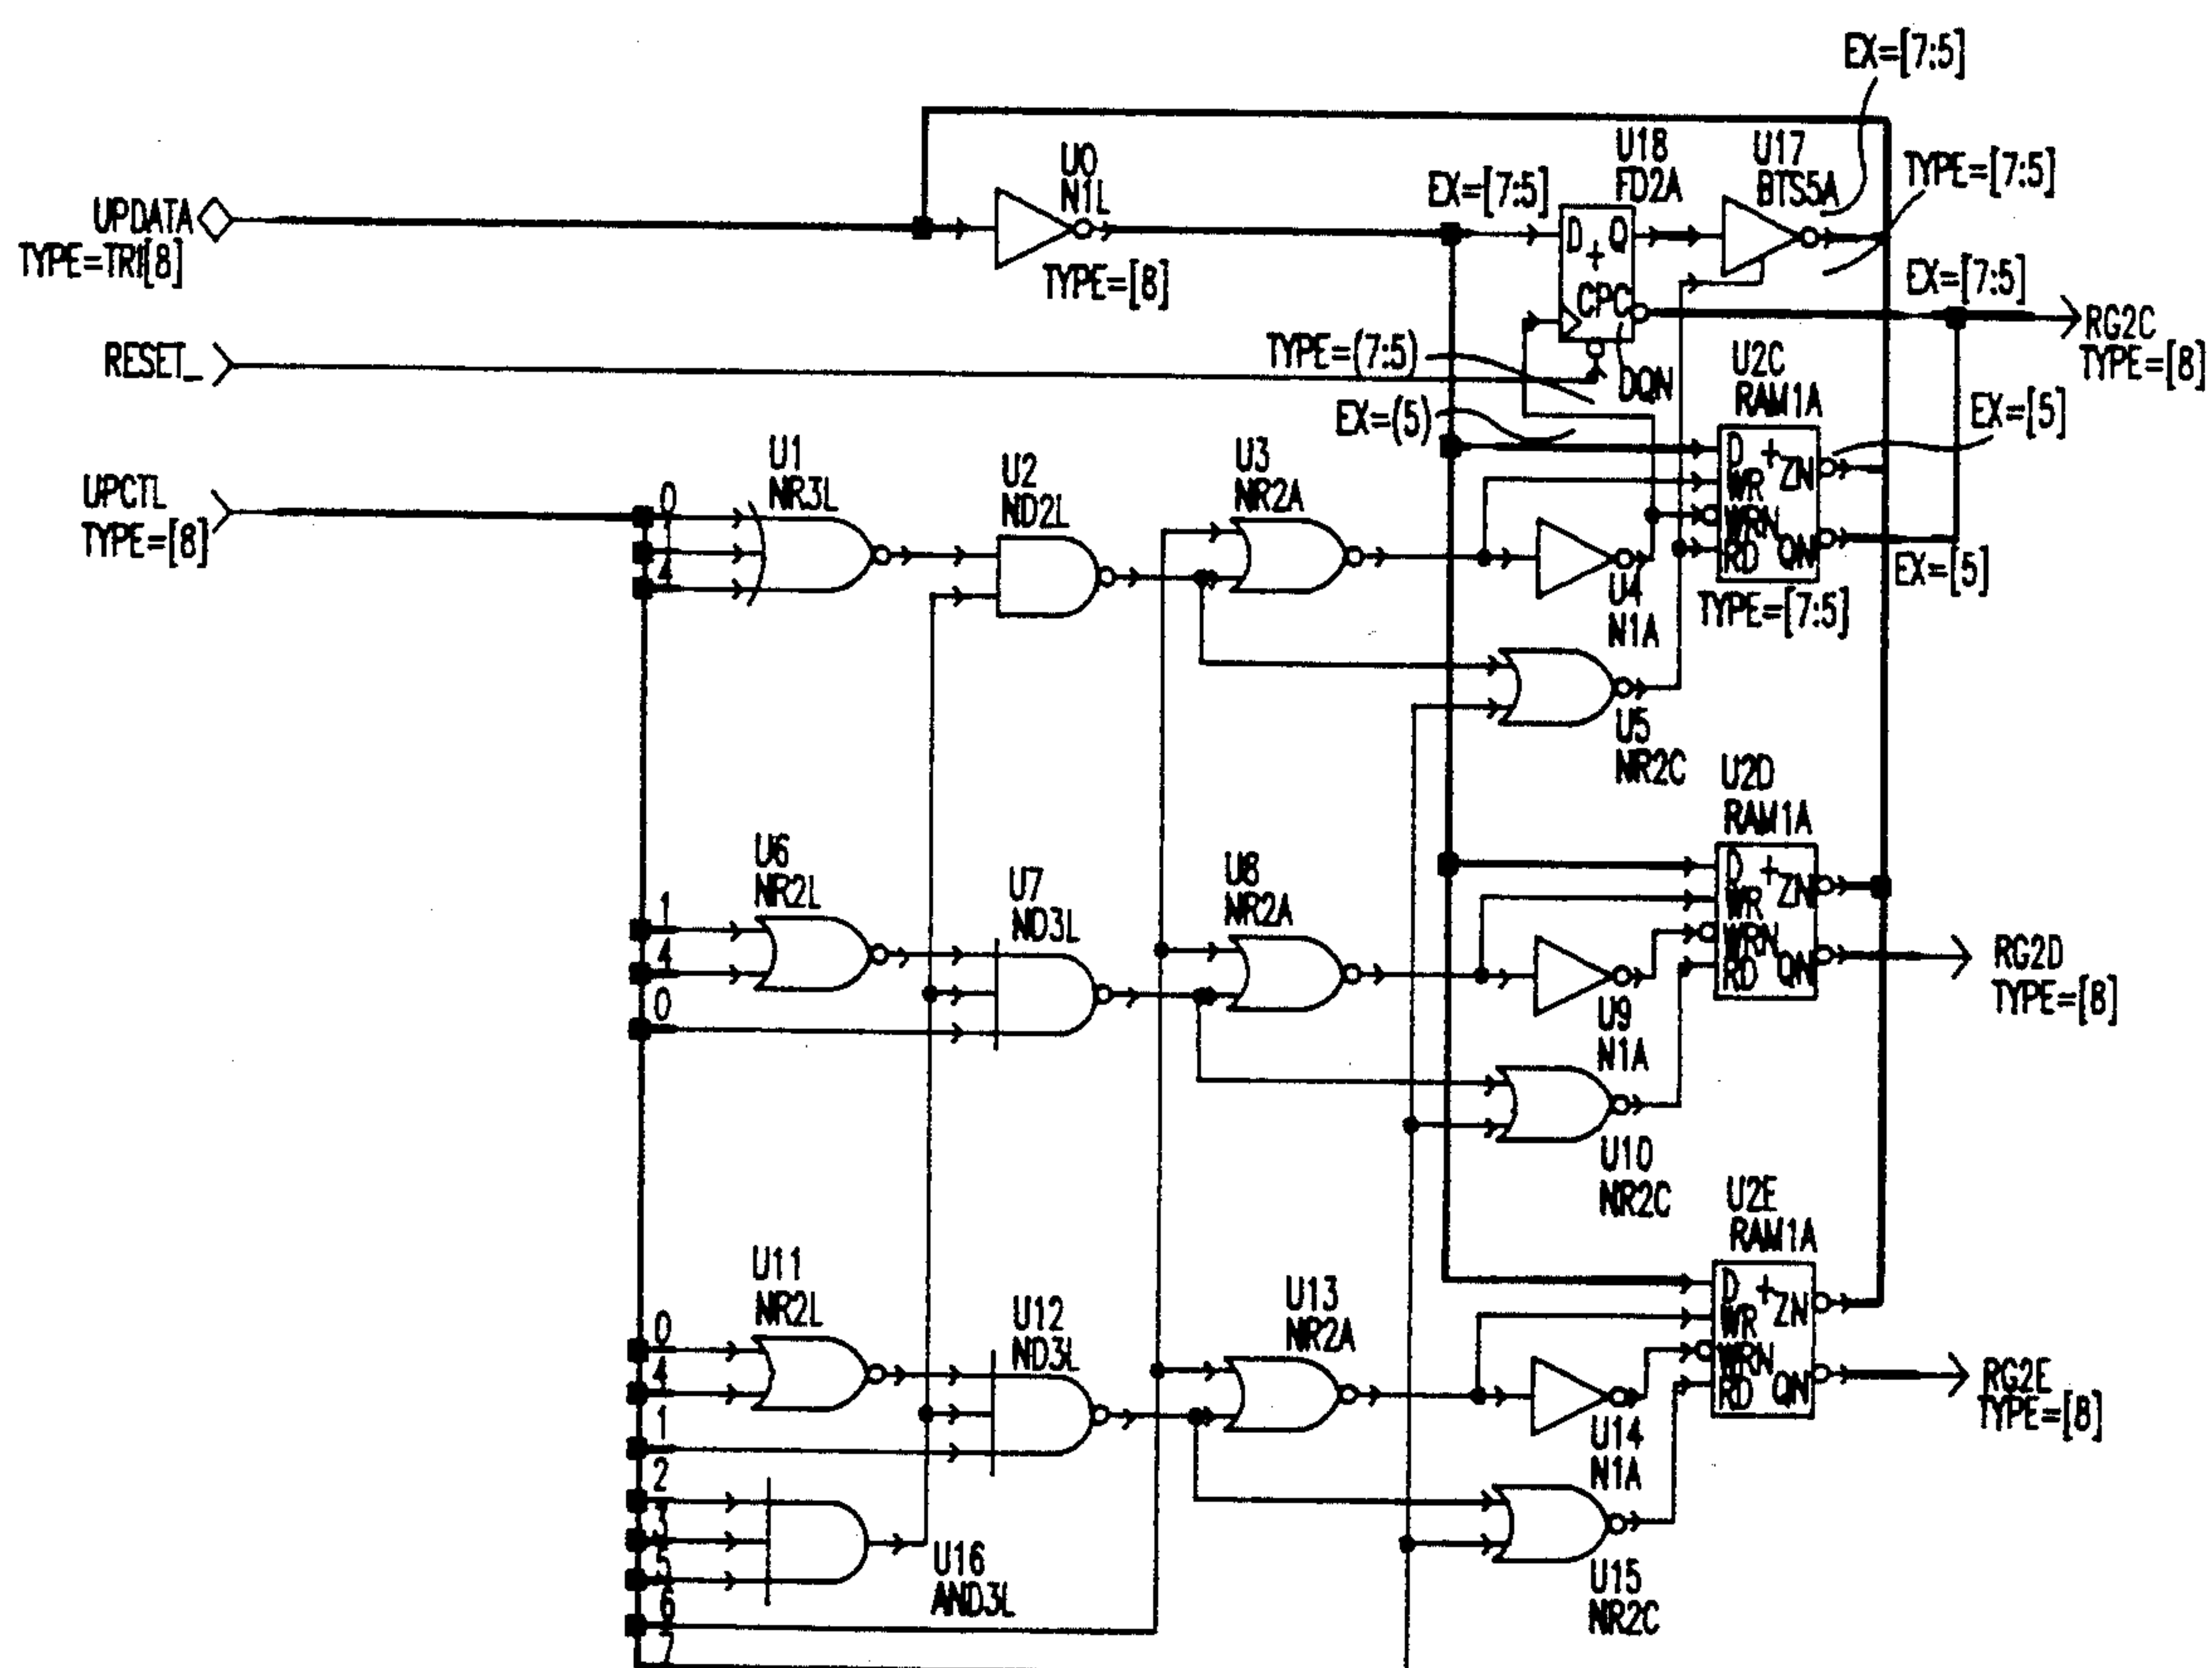 EX=[7:5]
U0
N1L
U18
FD2A
U17
BTS5A
TYPE=[7:5]
UPDATA
TYPE=TRI[8]
TYPE=[8]
EX=[7:5]
D + Q
CPC
EX=[7:5]
RG2C
TYPE=[8]
RESET_
TYPE=(7:5)
DQN
U2C
RAM1A
EX=(5)
EX=[5]
UPCTL
TYPE=[8]
0
1
4
U1
NR3L
U2
ND2L
U3
NR2A
D + ZN
WR
WRN
RD QN
EX=[5]
TYPE=[7:5]
U4
N1A
U5
NR2C
U2D
RAM1A
U6
NR2L
U7
ND3L
U8
NR2A
1
4
0
D + ZN
WR
WRN
RD QN
RG2D
TYPE=[8]
U9
N1A
U10
NR2C
U2E
RAM1A
U11
NR2L
U12
ND3L
U13
NR2A
0
4
1
D + ZN
WR
WRN
RD QN
RG2E
TYPE=[8]
U14
N1A
2
3
5
6
7
U16
AND3L
U15
NR2C